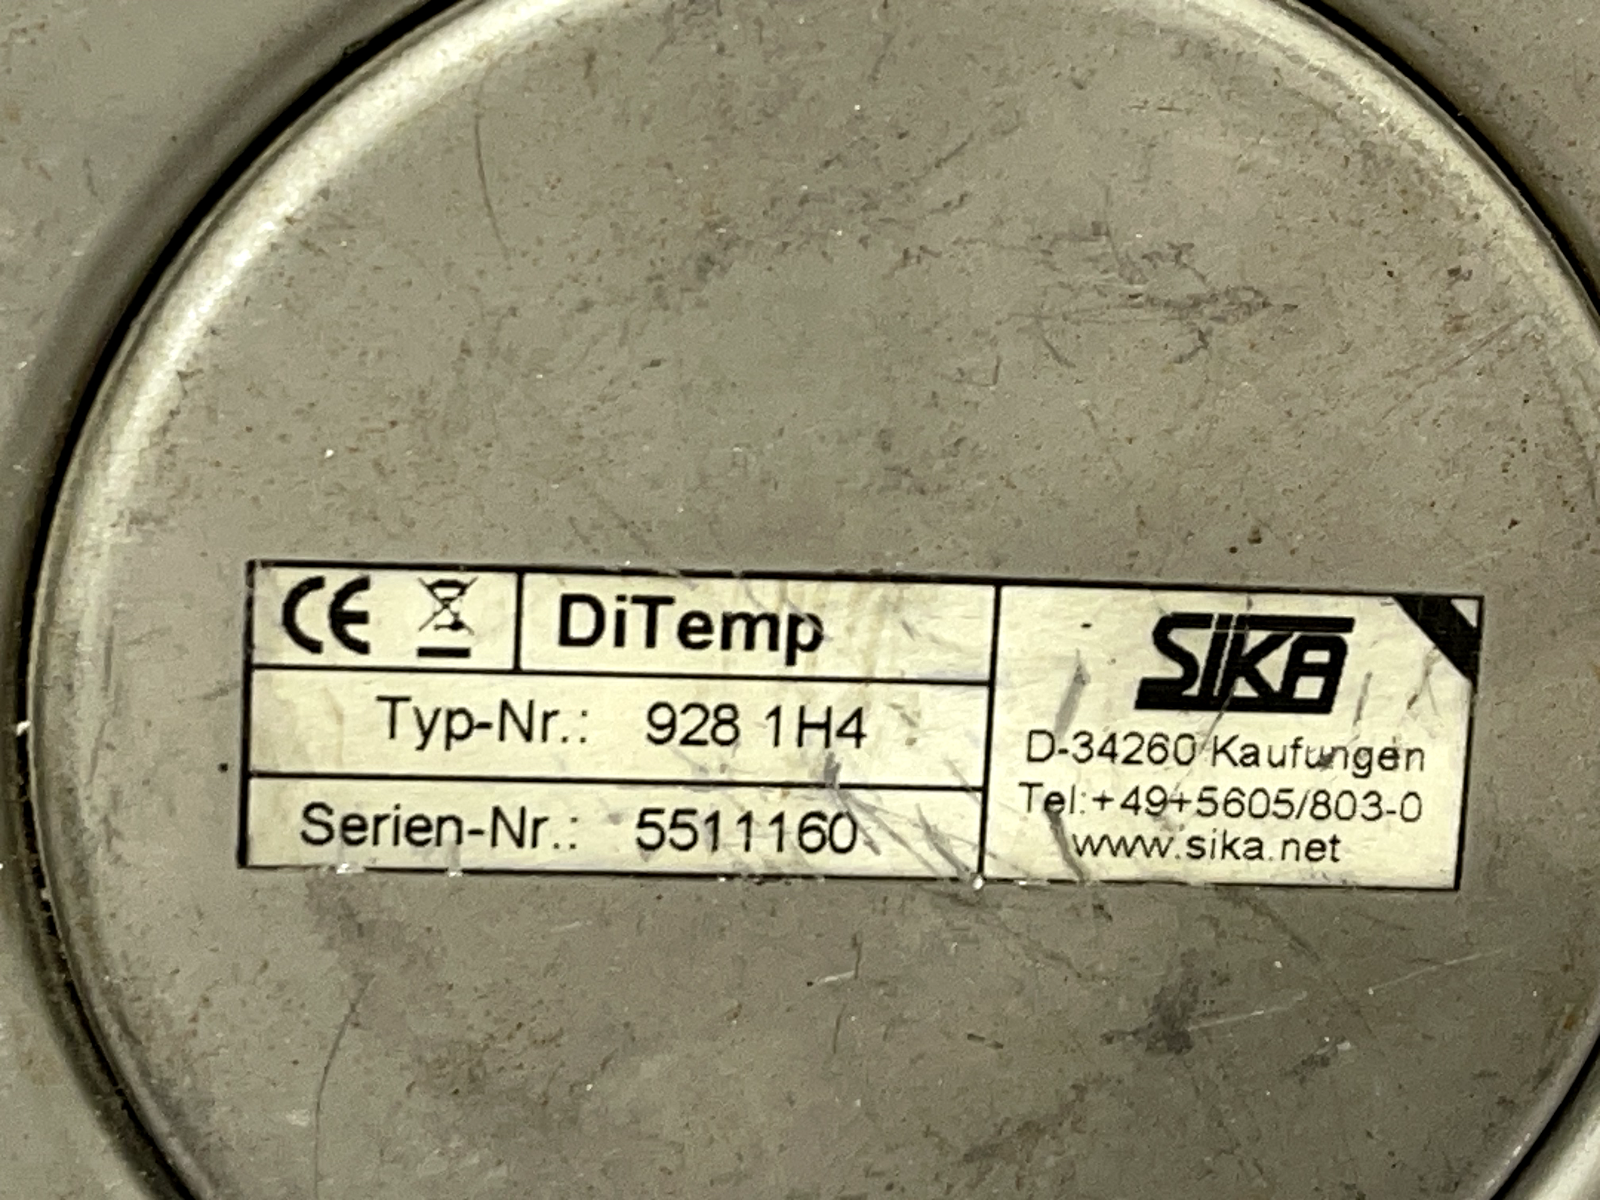 CE DiTemp
Typ-Nr.: 928 1H4
Serien-Nr.: 5511160
SIKA
D-34260 Kaufungen
Tel:+49+5605/803-0
www.sika.net